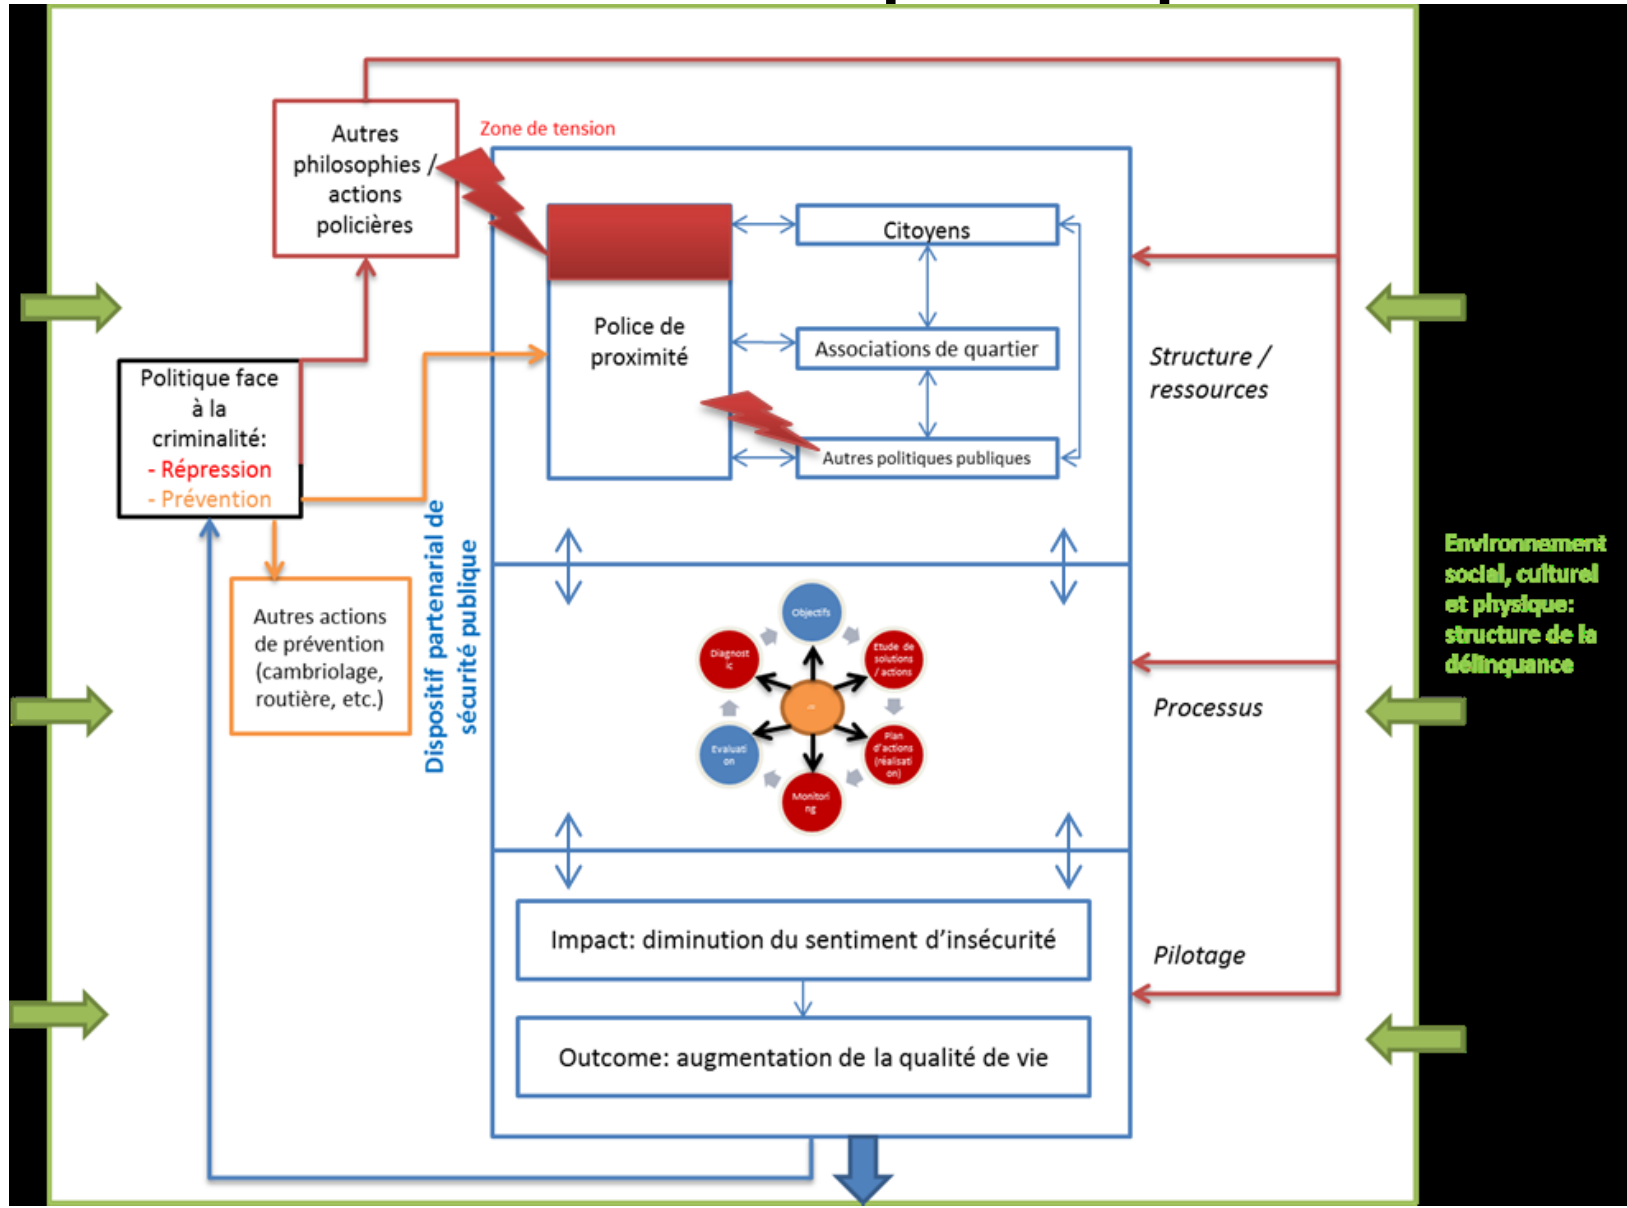 Autres
philosophies /
actions
policières
Zone de tension
Citoyens
Police de
proximité
Associations de quartier
Autres politiques publiques
Structure /
ressources
Politique face
à la
criminalité:
- Répression
- Prévention
Autres actions
de prévention
(cambriolage,
routière, etc.)
Dispositif partenarial de
sécurité publique
Objectifs
Etude de
solutions
/ actions
Plan
d'actions
(réalisati
on)
Monitori
ng
Evaluati
on
Diagnost
ic
Processus
Environnement
social, culturel
et physique:
structure de la
délinquance
Impact: diminution du sentiment d'insécurité
Pilotage
Outcome: augmentation de la qualité de vie